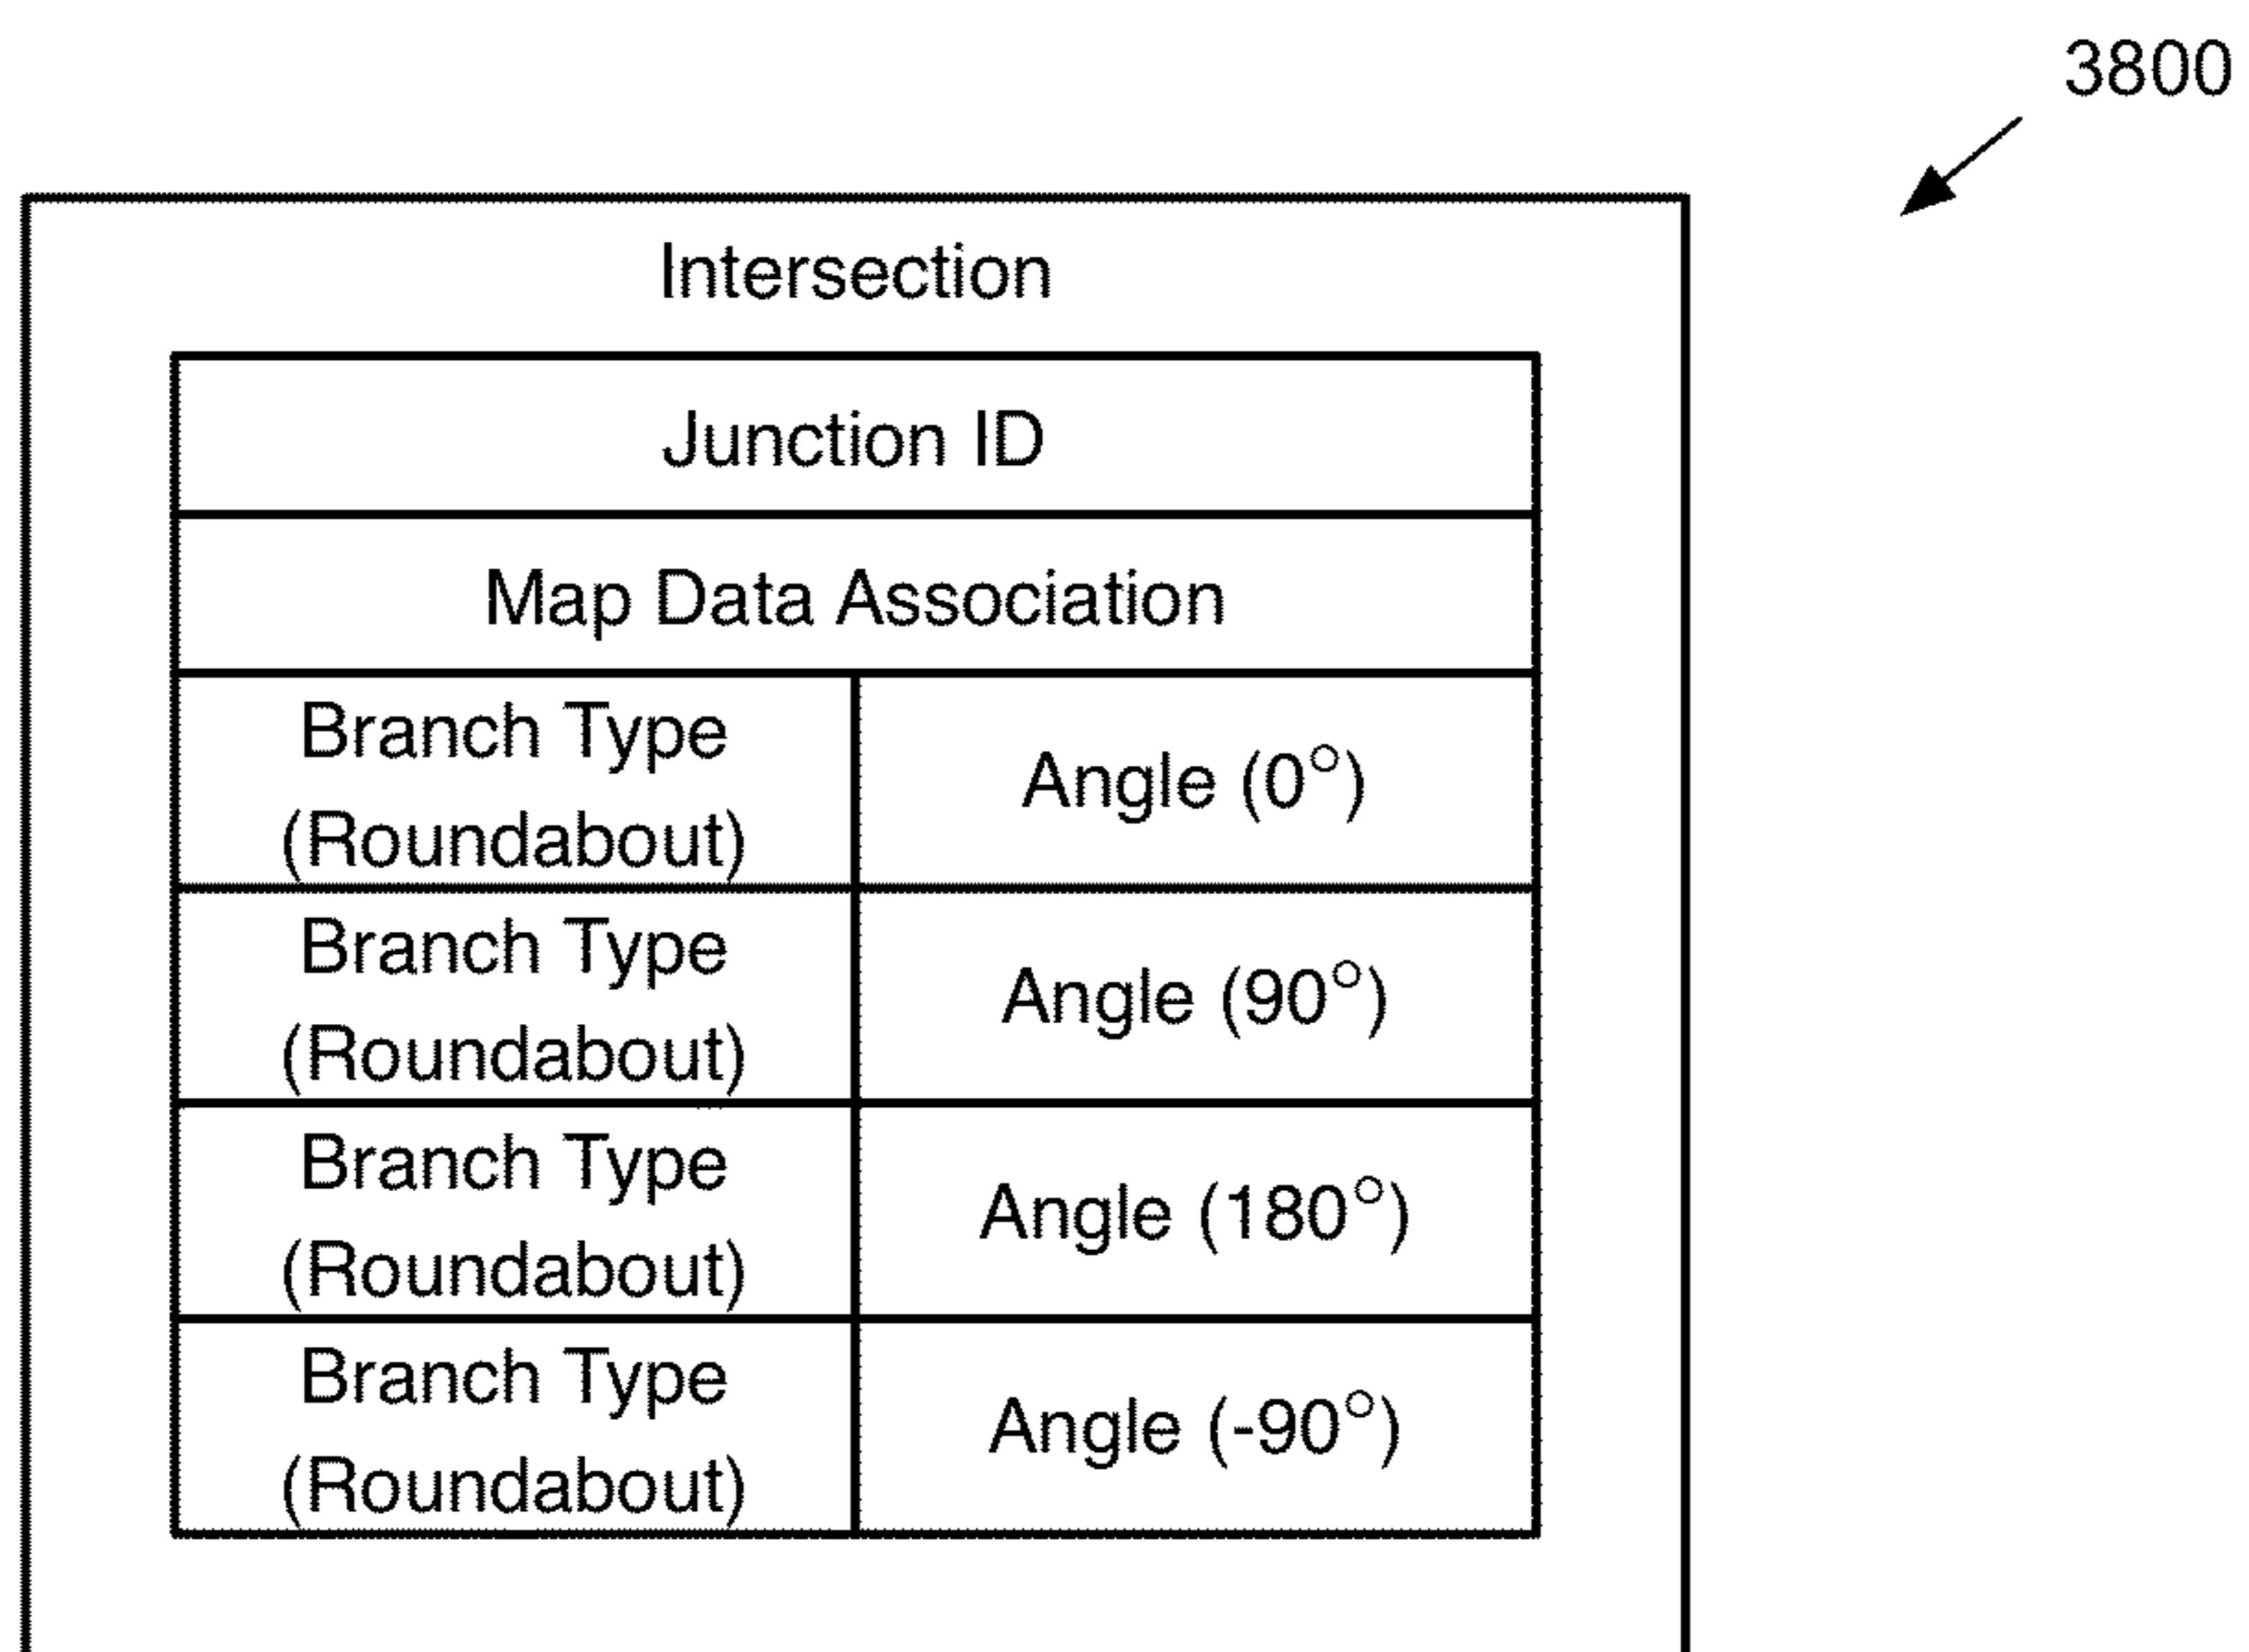 3800
Intersection
Junction ID
Map Data Association
Branch Type
(Roundabout)
Angle (0°)
Branch Type
(Roundabout)
Angle (90°)
Branch Type
(Roundabout)
Angle (180°)
Branch Type
(Roundabout)
Angle (-90°)